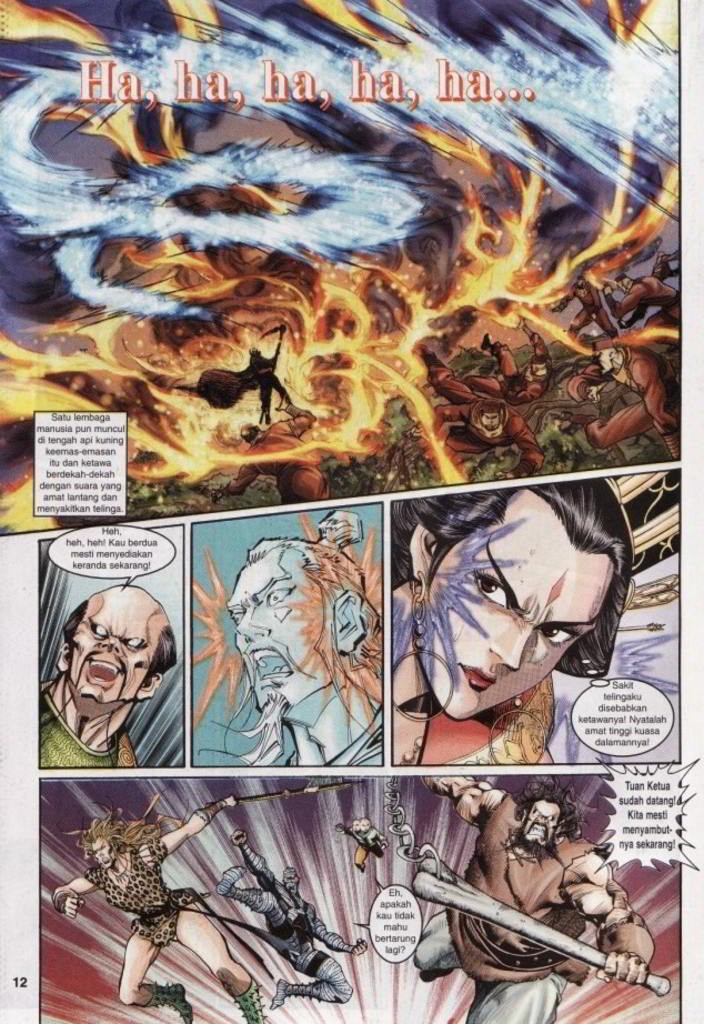 Ha, ha, ha, ha, ha...
Satu lembaga
manusia pun muncul
di tengah api kuning
keemas-emasan
itu dan ketawa
berdekah-dekah
dengan suara yang
amat lantang dan
menyakitkan telinga.
Heh,
heh, heh! Kau berdua
mesti menyediakan
keranda sekarang!
Sakit
telingaku
disebabkan
ketawanya! Nyatalah
amat tinggi kuasa
dalamannya!
Tuan Ketua
sudah datang!
Kita mesti
menyambut-
nya sekarang!
Eh,
apakah
kau tidak
mahu
bertarung
lagi?
12